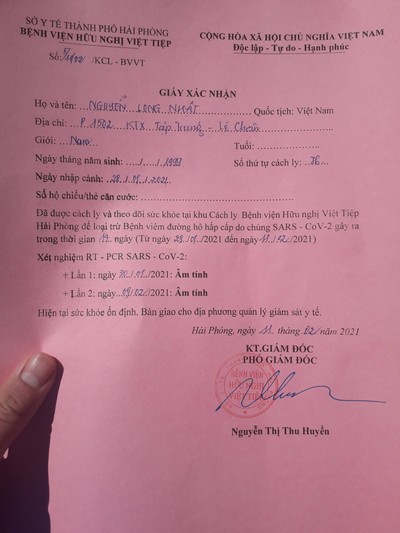 SỞ Y TẾ THÀNH PHỐ HẢI PHÒNG
BỆNH VIỆN HỮU NGHỊ VIỆT TIỆP
CỘNG HÒA XÃ HỘI CHỦ NGHĨA VIỆT NAM
Độc lập - Tự do - Hạnh phúc
Số: /KCL - BVVT
GIẤY XÁC NHẬN
Họ và tên: NGUYỄN LONG NHẤT Quốc tịch: Việt Nam
Địa chỉ: P 1502 KTX Tập Trung - Lê Chân
Giới: Nam Tuổi:
Ngày tháng năm sinh: / / 1993 Số thứ tự cách ly: 36
Ngày nhập cảnh: 28.1.01.1.2021
Số hộ chiếu/thẻ căn cước:
Đã được cách ly và theo dõi sức khỏe tại khu Cách ly Bệnh viện Hữu nghị Việt Tiệp
Hải Phòng để loại trừ Bệnh viêm đường hô hấp cấp do chủng SARS - CoV-2 gây ra
trong thời gian 14 ngày (Từ ngày 29/01/2021 đến ngày 11/02/2021)
Xét nghiệm RT - PCR SARS - CoV-2:
+ Lần 1: ngày /01/2021: Âm tính
+ Lần 2: ngày 09/02/2021: Âm tính
Hiện tại sức khỏe ổn định. Bàn giao cho địa phương quản lý giám sát y tế.
Hải Phòng, ngày 11 tháng 02 năm 2021
KT.GIÁM ĐỐC
PHÓ GIÁM ĐỐC
BỆNH VIỆN
HỮU NGHỊ
VIỆT TIỆP
Nguyễn Thị Thu Huyền